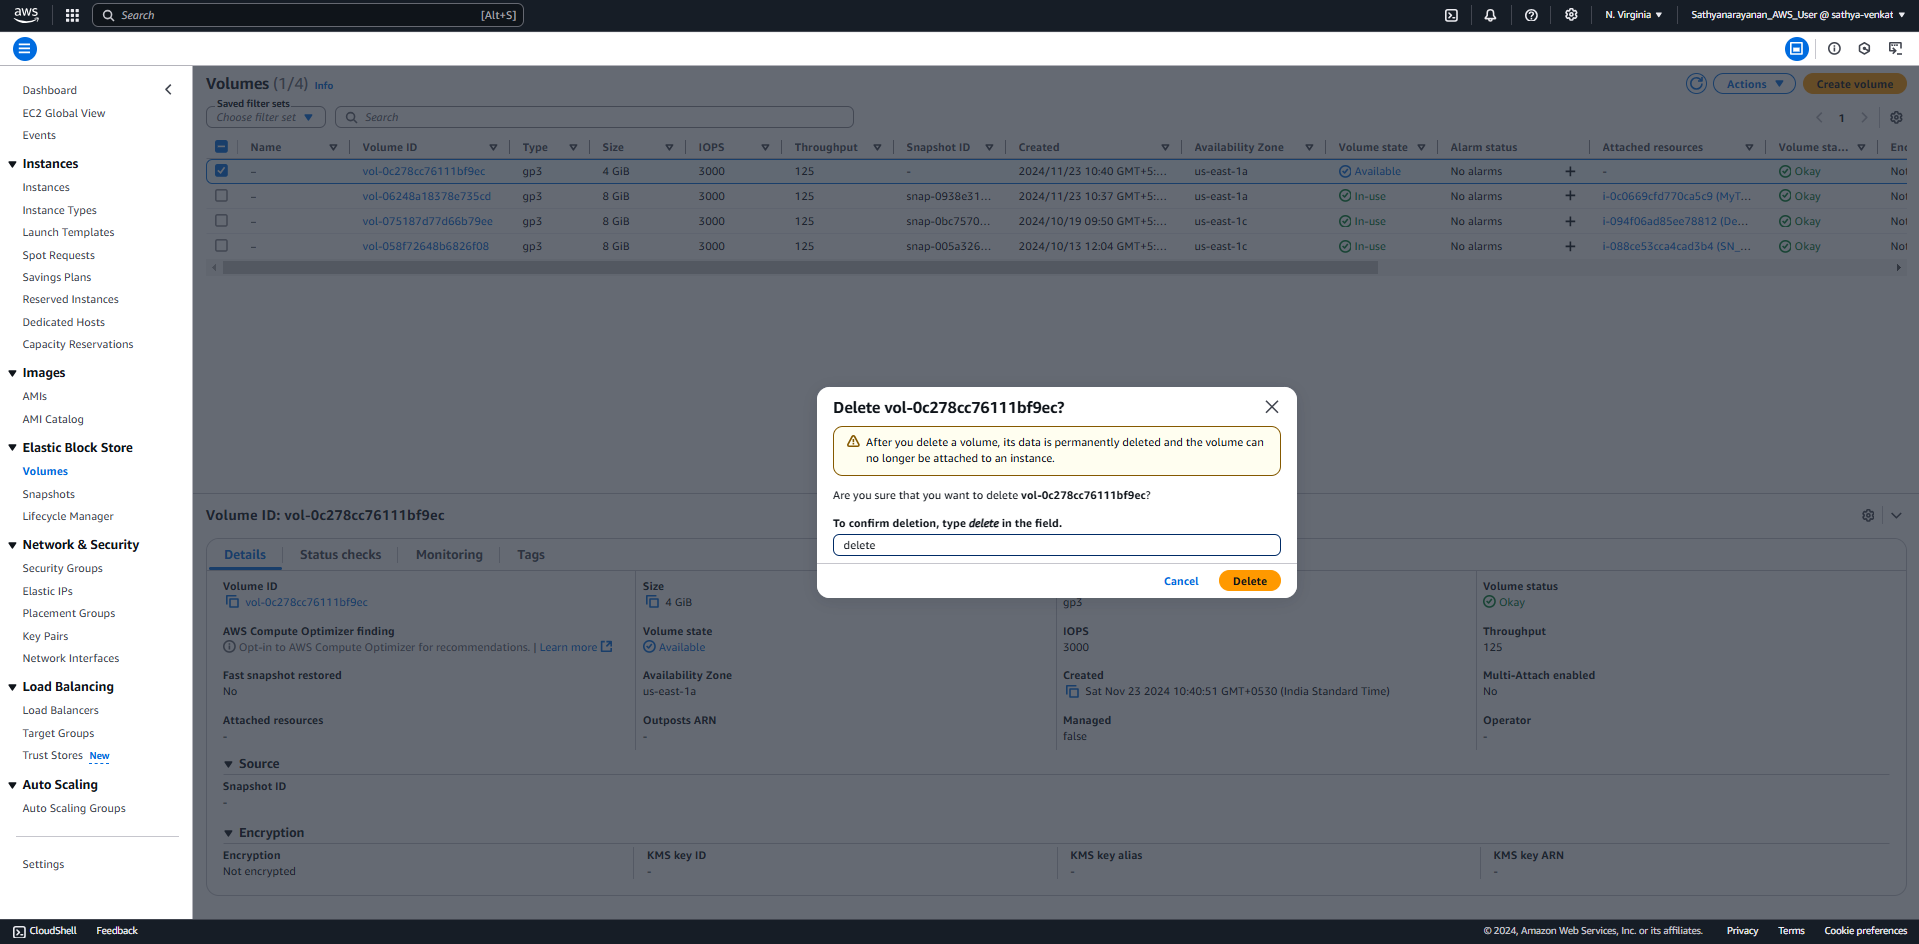 aws Search [Alt+S] N. Virginia Sathyanarayanan_AWS_User @ sathya-venkat
Dashboard
EC2 Global View
Events
Instances
Instances
Instance Types
Launch Templates
Spot Requests
Savings Plans
Reserved Instances
Dedicated Hosts
Capacity Reservations
Images
AMIs
AMI Catalog
Elastic Block Store
Volumes
Snapshots
Lifecycle Manager
Network & Security
Security Groups
Elastic IPs
Placement Groups
Key Pairs
Network Interfaces
Load Balancing
Load Balancers
Target Groups
Trust Stores New
Auto Scaling
Auto Scaling Groups
Settings
Volumes (1/4) Info Actions Create volume
Saved filter sets
Choose filter set Search 1
Name Volume ID Type Size IOPS Throughput Snapshot ID Created Availability Zone Volume state Alarm status Attached resources Volume sta... Enc
– vol-0c278cc76111bf9ec gp3 4 GiB 3000 125 - 2024/11/23 10:40 GMT+5:... us-east-1a Available No alarms + - Okay Not
– vol-06248a18378e735cd gp3 8 GiB 3000 125 snap-0938e31... 2024/11/23 10:37 GMT+5:... us-east-1a In-use No alarms + i-0c0669cfd770ca5c9 (MyT... Okay Not
– vol-075187d77d66b79ee gp3 8 GiB 3000 125 snap-0bc7570... 2024/10/19 09:50 GMT+5:... us-east-1c In-use No alarms + i-094f06ad85ee78812 (De... Okay Not
– vol-058f72648b6826f08 gp3 8 GiB 3000 125 snap-005a326... 2024/10/13 12:04 GMT+5:... us-east-1c In-use No alarms + i-088ce53cca4cad3b4 (SN_... Okay Not
Delete vol-0c278cc76111bf9ec?
After you delete a volume, its data is permanently deleted and the volume can
no longer be attached to an instance.
Are you sure that you want to delete vol-0c278cc76111bf9ec?
To confirm deletion, type delete in the field.
delete
Cancel Delete
Volume ID: vol-0c278cc76111bf9ec
Details Status checks Monitoring Tags
Volume ID Size Volume status
vol-0c278cc76111bf9ec 4 GiB gp3 Okay
AWS Compute Optimizer finding Volume state IOPS Throughput
Opt-in to AWS Compute Optimizer for recommendations. | Learn more Available 3000 125
Fast snapshot restored Availability Zone Created Multi-Attach enabled
No us-east-1a Sat Nov 23 2024 10:40:51 GMT+0530 (India Standard Time) No
Attached resources Outposts ARN Managed Operator
- - false -
Source
Snapshot ID
-
Encryption
Encryption KMS key ID KMS key alias KMS key ARN
Not encrypted - - -
CloudShell Feedback © 2024, Amazon Web Services, Inc. or its affiliates. Privacy Terms Cookie preferences